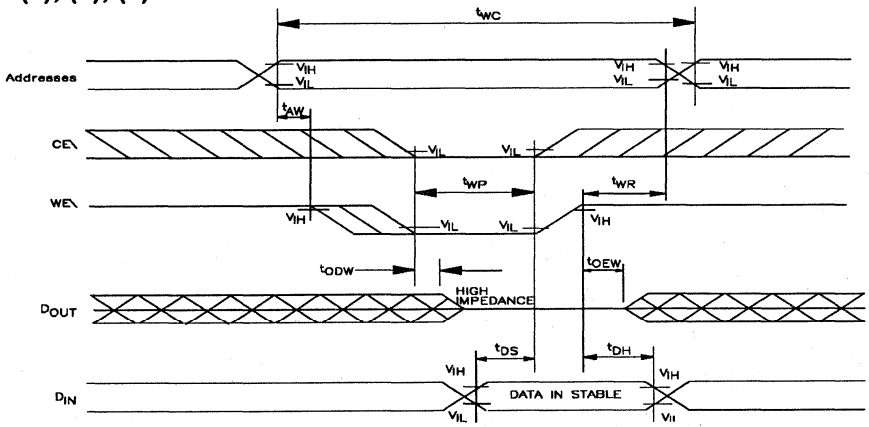 tWC
Addresses
VIH
VIL
VIH
VIL
VIH
VIL
tAW
CE\
VIL
VIL
tWP
tWR
WE\
VIH
VIL
VIL
VIH
tODW
tOEW
HIGH
IMPEDANCE
DOUT
tDS
tDH
VIH
VIH
DIN
DATA IN STABLE
VIL